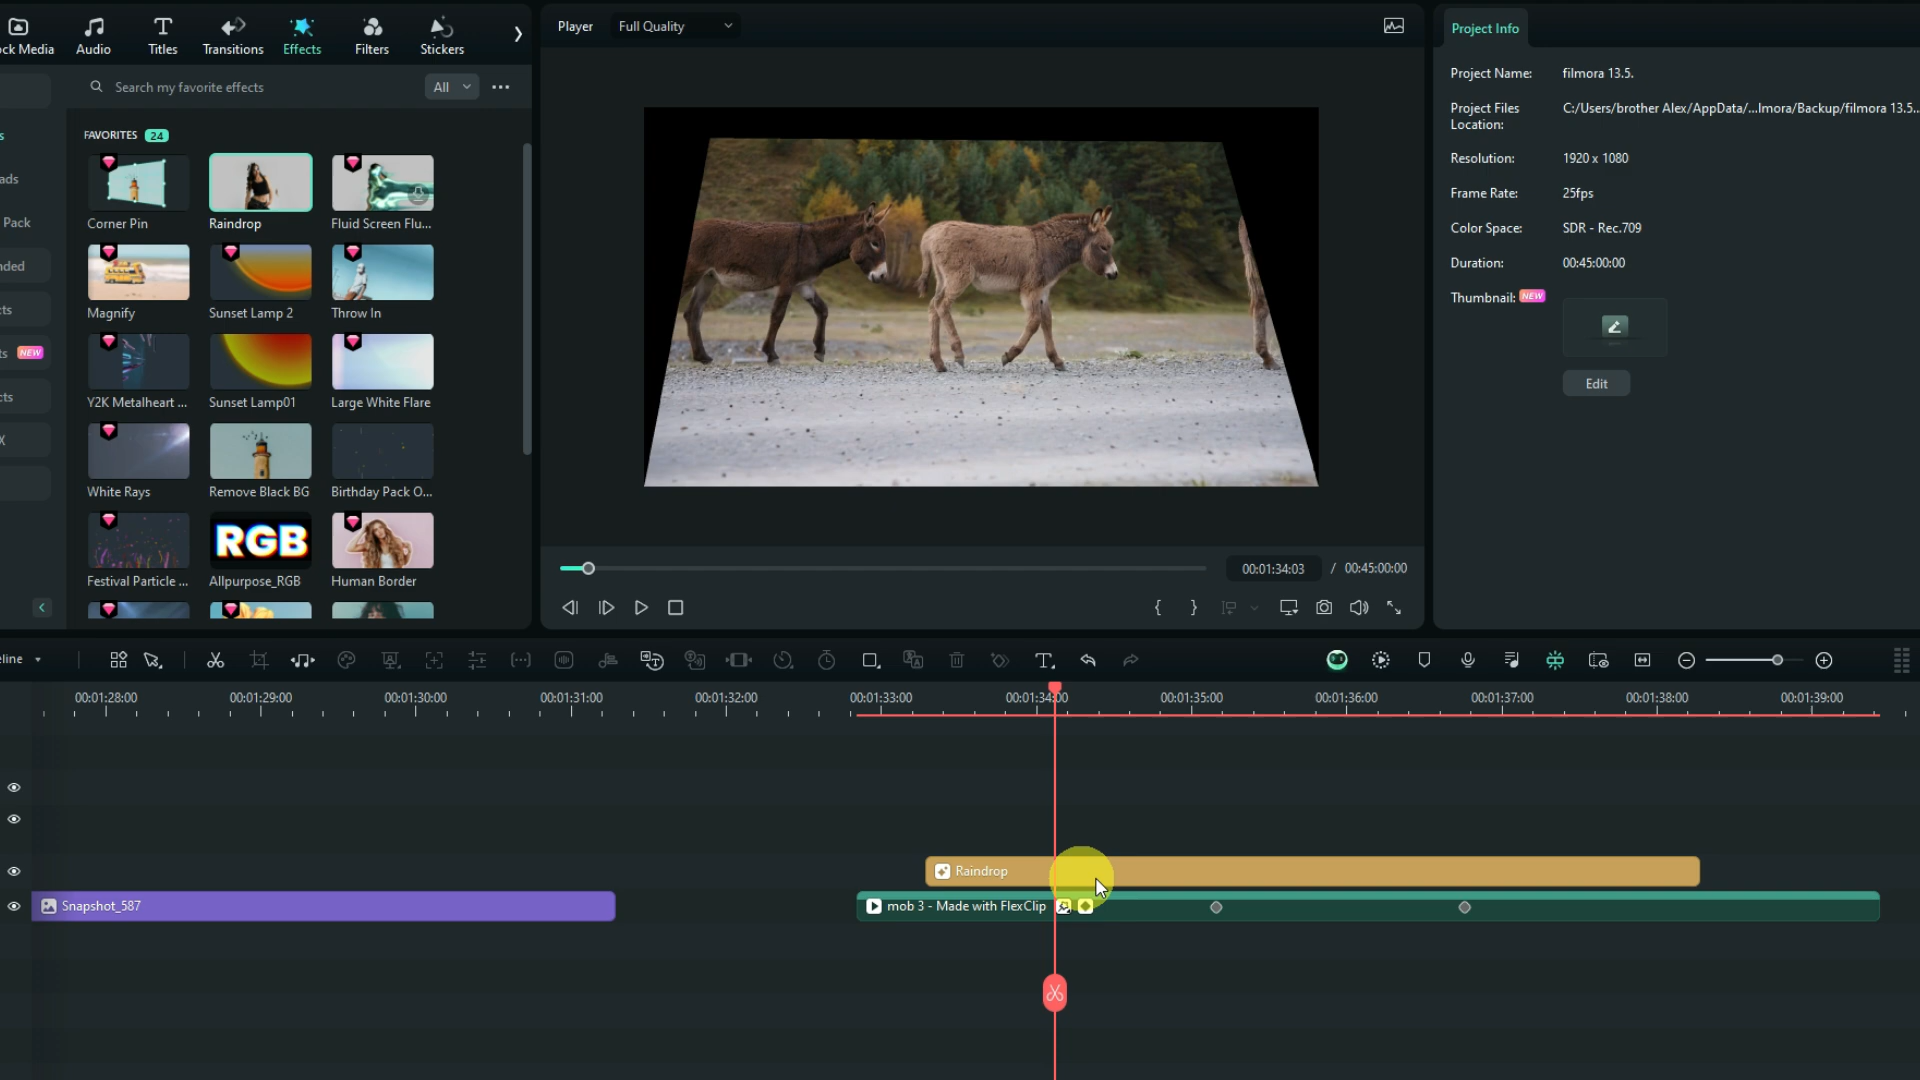 ock Media
Audio
Titles
Transitions
Effects
Filters
Stickers
Search my favorite effects
All
FAVORITES 24
s
ads
Pack
nded
cts
ts NEW
cts
X
Corner Pin
Raindrop
Fluid Screen Flu...
Magnify
Sunset Lamp 2
Throw In
Y2K Metalheart ...
Sunset Lamp01
Large White Flare
White Rays
Remove Black BG
Birthday Pack O...
RGB
Festival Particle ...
Allpurpose_RGB
Human Border
Player
Full Quality
00:01:34:03 / 00:45:00:00
Project Info
Project Name: filmora 13.5.
Project Files Location: C:/Users/brother Alex/AppData/...lmora/Backup/filmora 13.5...
Resolution: 1920 x 1080
Frame Rate: 25fps
Color Space: SDR - Rec.709
Duration: 00:45:00:00
Thumbnail: NEW
Edit
eline
00:01:28:00
00:01:29:00
00:01:30:00
00:01:31:00
00:01:32:00
00:01:33:00
00:01:34:00
00:01:35:00
00:01:36:00
00:01:37:00
00:01:38:00
00:01:39:00
Raindrop
Snapshot_587
mob 3 - Made with FlexClip